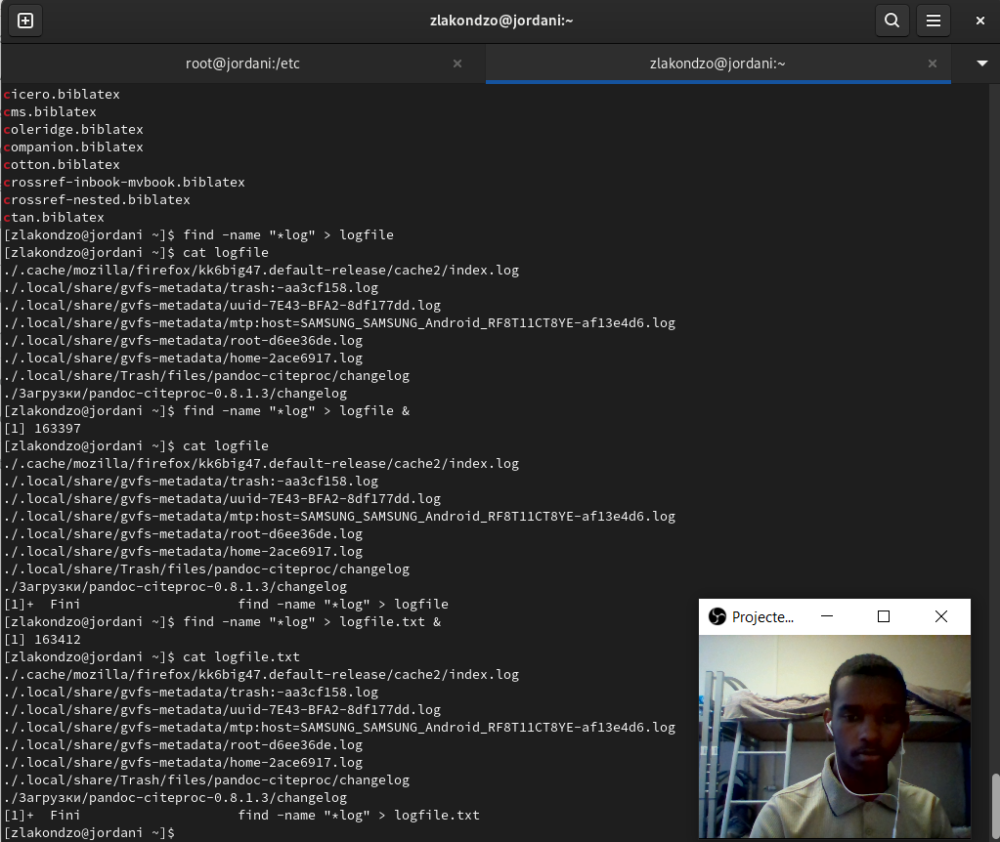 zlakondzo@jordani:~
root@jordani:/etc
zlakondzo@jordani:~
cicero.biblatex
cms.biblatex
coleridge.biblatex
companion.biblatex
cotton.biblatex
crossref-inbook-mvbook.biblatex
crossref-nested.biblatex
ctan.biblatex
[zlakondzo@jordani ~]$ find -name "*log" > logfile
[zlakondzo@jordani ~]$ cat logfile
./.cache/mozilla/firefox/kk6big47.default-release/cache2/index.log
./.local/share/gvfs-metadata/trash:-aa3cf158.log
./.local/share/gvfs-metadata/uuid-7E43-BFA2-8df177dd.log
./.local/share/gvfs-metadata/mtp:host=SAMSUNG_SAMSUNG_Android_RF8T11CT8YE-af13e4d6.log
./.local/share/gvfs-metadata/root-d6ee36de.log
./.local/share/gvfs-metadata/home-2ace6917.log
./.local/share/Trash/files/pandoc-citeproc/changelog
./Загрузки/pandoc-citeproc-0.8.1.3/changelog
[zlakondzo@jordani ~]$ find -name "*log" > logfile &
[1] 163397
[zlakondzo@jordani ~]$ cat logfile
./.cache/mozilla/firefox/kk6big47.default-release/cache2/index.log
./.local/share/gvfs-metadata/trash:-aa3cf158.log
./.local/share/gvfs-metadata/uuid-7E43-BFA2-8df177dd.log
./.local/share/gvfs-metadata/mtp:host=SAMSUNG_SAMSUNG_Android_RF8T11CT8YE-af13e4d6.log
./.local/share/gvfs-metadata/root-d6ee36de.log
./.local/share/gvfs-metadata/home-2ace6917.log
./.local/share/Trash/files/pandoc-citeproc/changelog
./Загрузки/pandoc-citeproc-0.8.1.3/changelog
[1]+  Fini                    find -name "*log" > logfile
[zlakondzo@jordani ~]$ find -name "*log" > logfile.txt &
[1] 163412
[zlakondzo@jordani ~]$ cat logfile.txt
./.cache/mozilla/firefox/kk6big47.default-release/cache2/index.log
./.local/share/gvfs-metadata/trash:-aa3cf158.log
./.local/share/gvfs-metadata/uuid-7E43-BFA2-8df177dd.log
./.local/share/gvfs-metadata/mtp:host=SAMSUNG_SAMSUNG_Android_RF8T11CT8YE-af13e4d6.log
./.local/share/gvfs-metadata/root-d6ee36de.log
./.local/share/gvfs-metadata/home-2ace6917.log
./.local/share/Trash/files/pandoc-citeproc/changelog
./Загрузки/pandoc-citeproc-0.8.1.3/changelog
[1]+  Fini                    find -name "*log" > logfile.txt
[zlakondzo@jordani ~]$
Projecte...